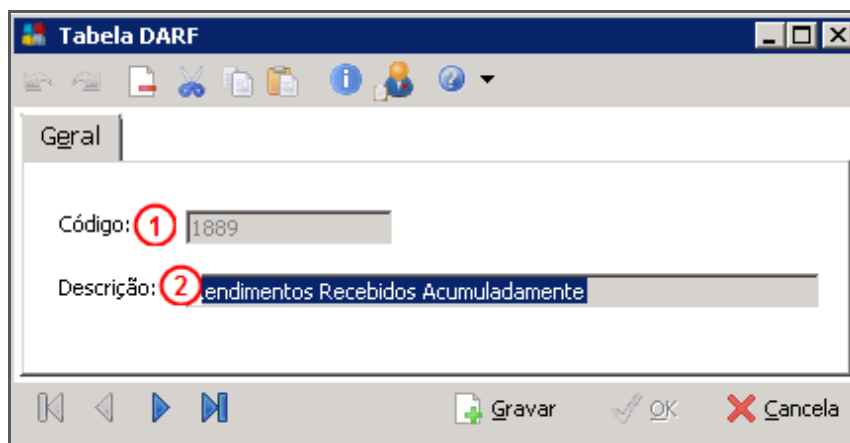 Tabela DARF
Geral
Código: 1 1889
Descrição: 2 endimentos Recebidos Acumuladamente
Gravar OK Cancela